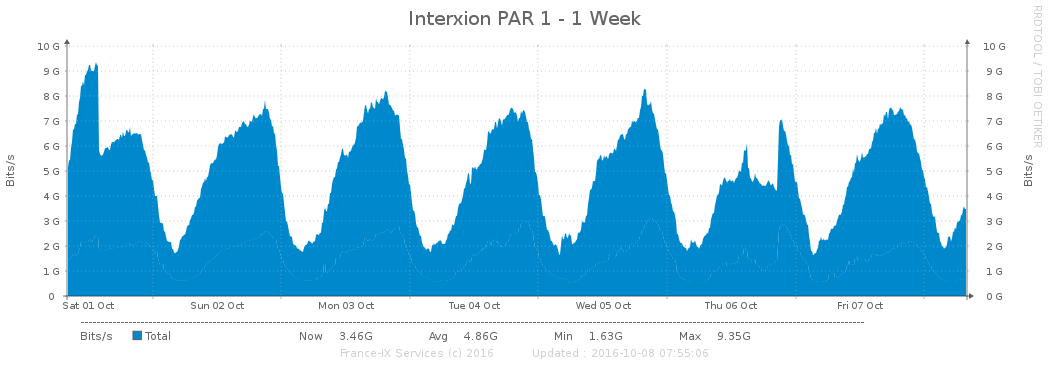 Interxion PAR 1 - 1 Week
RRDTOOL / TOBI OETIKER
Bits/s
Bits/s
10 G 10 G
9 G 9 G
8 G 8 G
7 G 7 G
6 G 6 G
5 G 5 G
4 G 4 G
3 G 3 G
2 G 2 G
1 G 1 G
0 0 G
Sat 01 Oct Sun 02 Oct Mon 03 Oct Tue 04 Oct Wed 05 Oct Thu 06 Oct Fri 07 Oct
Bits/s Total Now 3.46G Avg 4.86G Min 1.63G Max 9.35G
France-IX Services (c) 2016 Updated : 2016-10-08 07:55:06